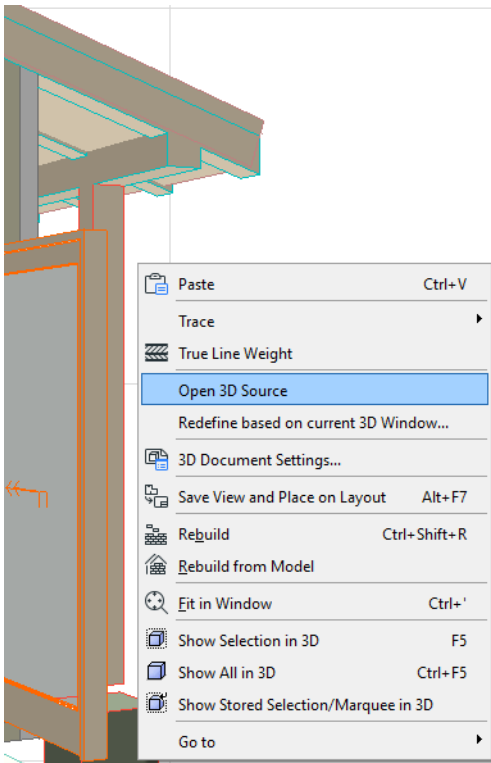 Paste Ctrl+V
Trace
True Line Weight
Open 3D Source
Redefine based on current 3D Window...
3D Document Settings...
Save View and Place on Layout Alt+F7
Rebuild Ctrl+Shift+R
Rebuild from Model
Fit in Window Ctrl+'
Show Selection in 3D F5
Show All in 3D Ctrl+F5
Show Stored Selection/Marquee in 3D
Go to